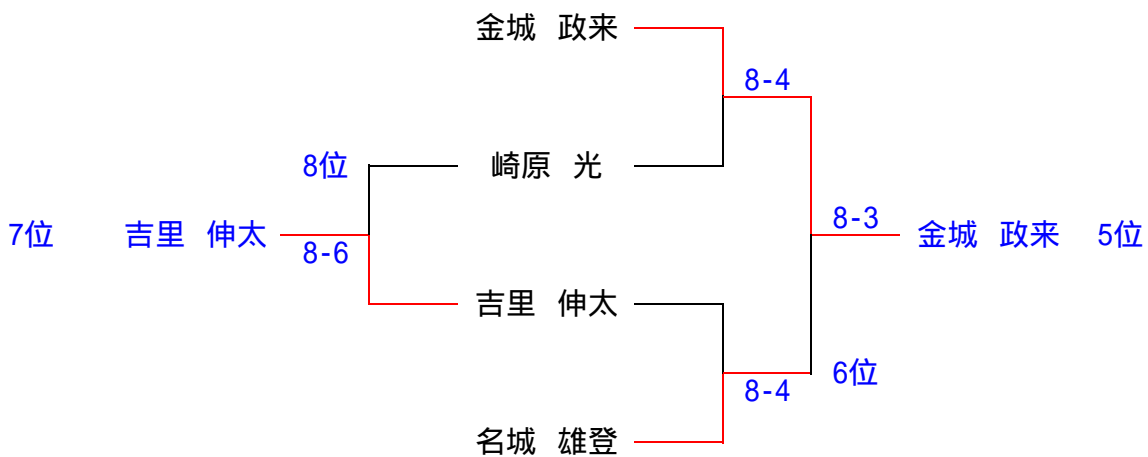 金城 政来
8-4
8位
崎原 光
7位 吉里 伸太
8-6
8-3
金城 政来 5位
吉里 伸太
8-4
6位
名城 雄登